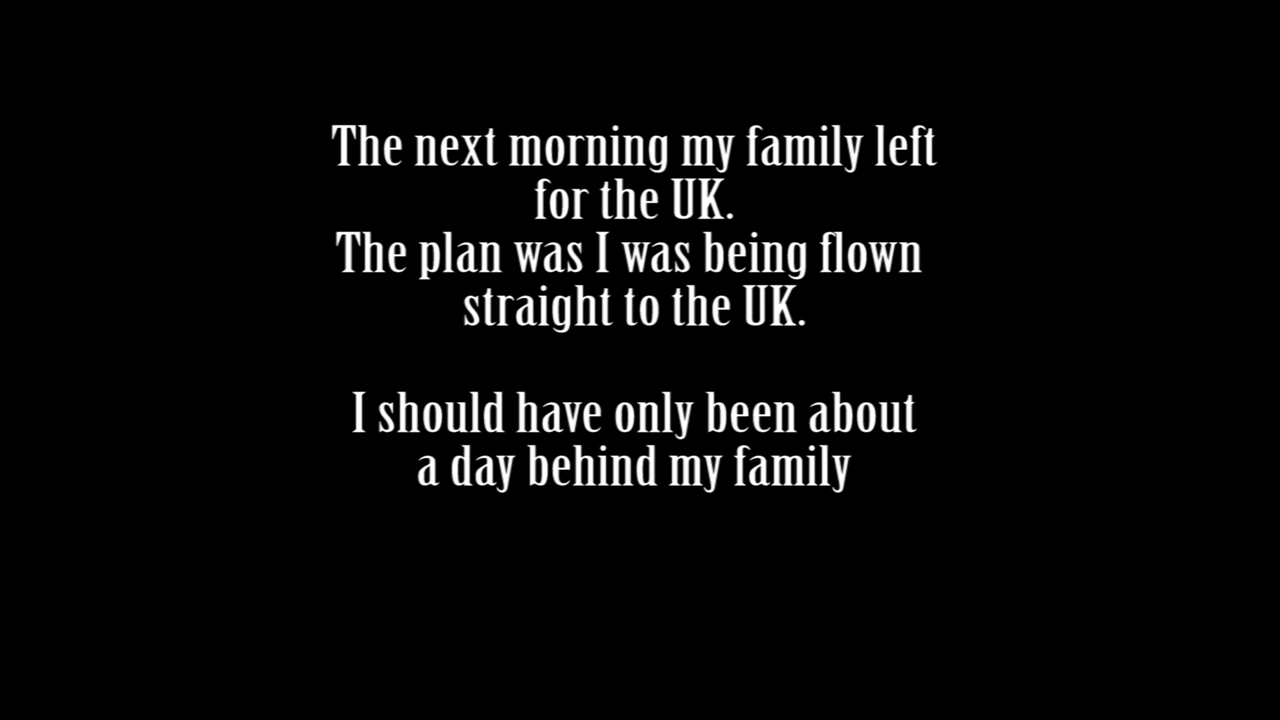 The next morning my family left
for the UK.
The plan was I was being flown
straight to the UK.
I should have only been about
a day behind my family